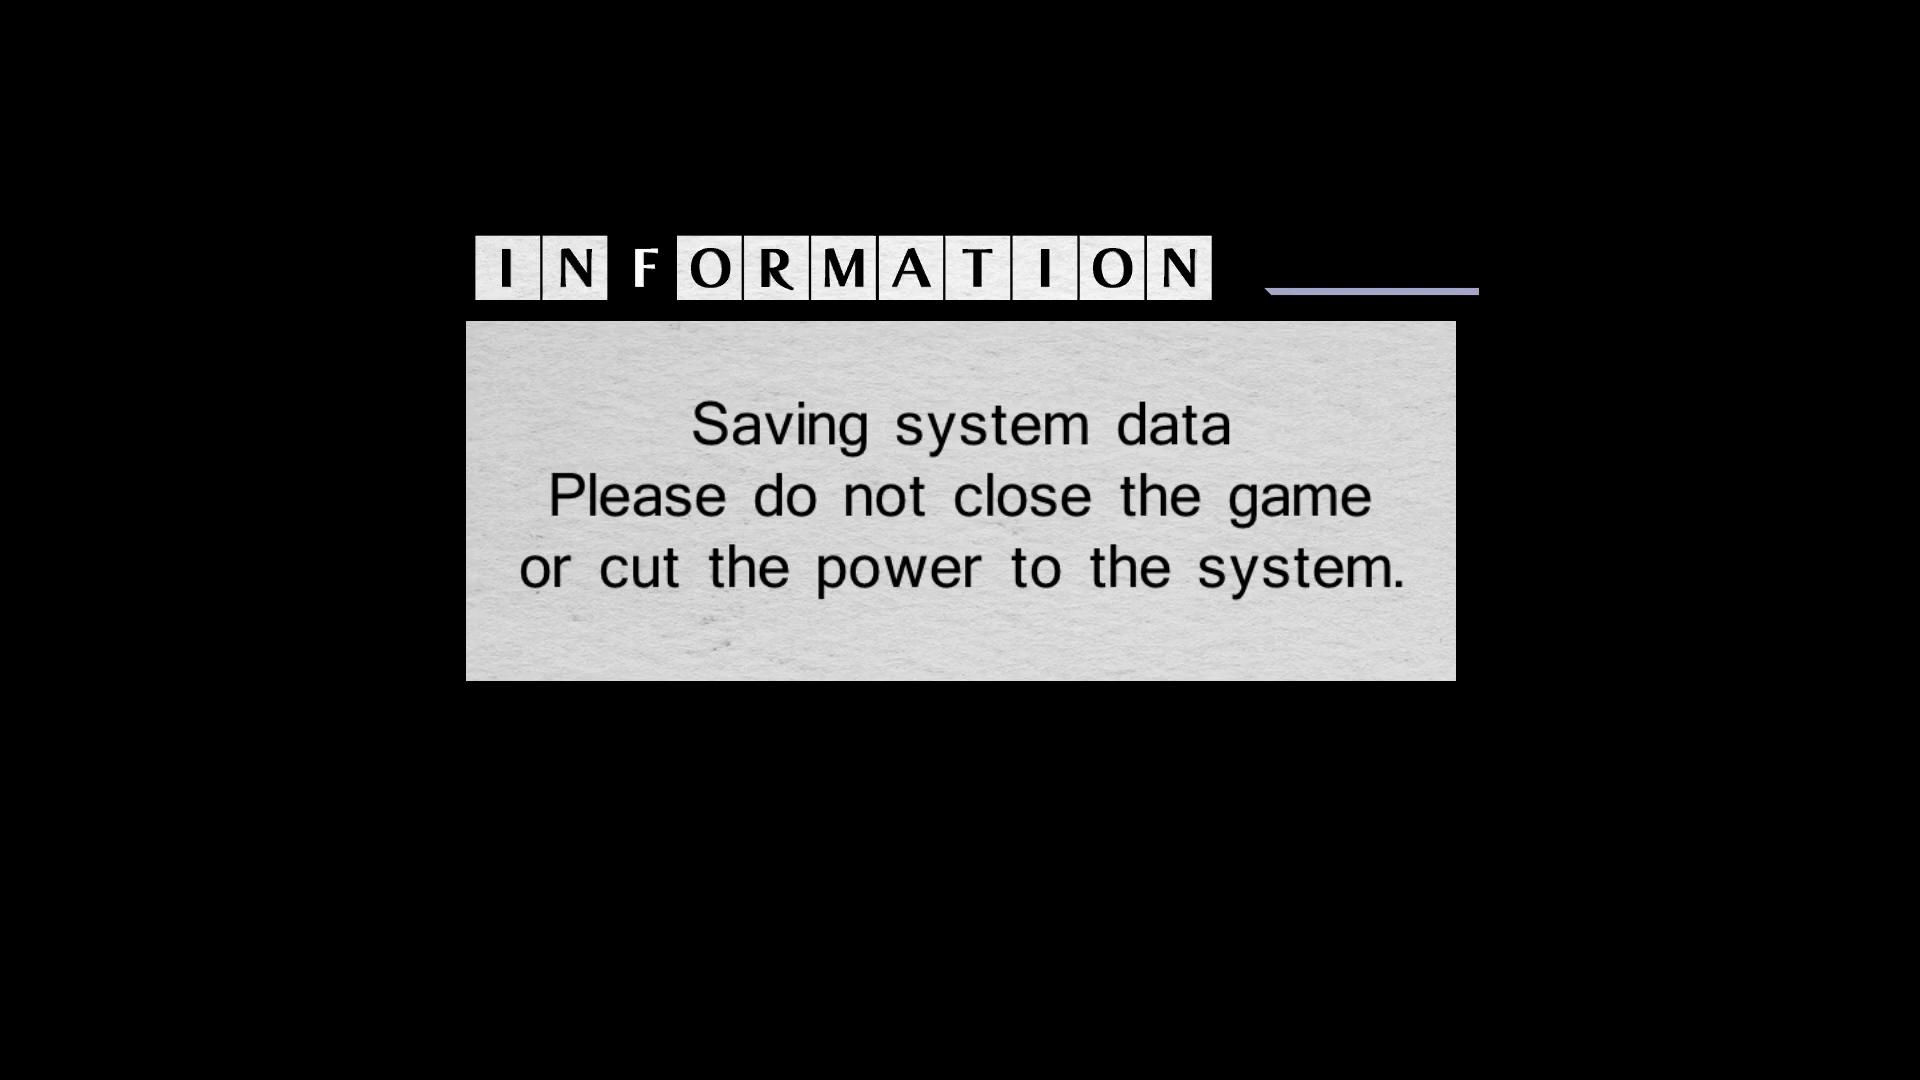 INFORMATION
Saving system data
Please do not close the game
or cut the power to the system.